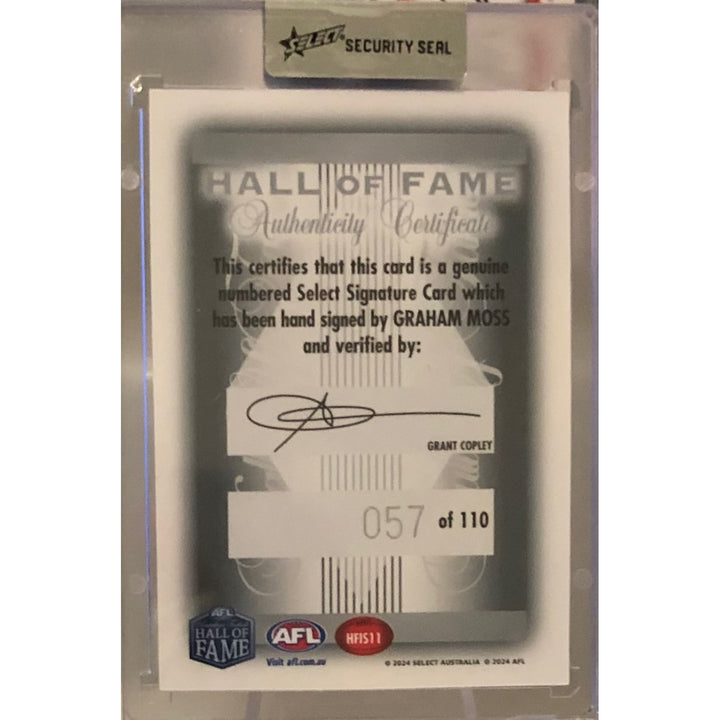 SELECT SECURITY SEAL
HALL OF FAME
Authenticity Certificate
This certifies that this card is a genuine
numbered Select Signature Card which
has been hand signed by GRAHAM MOSS
and verified by:
GRANT COPLEY
057 of 110
AFL
HALL OF
FAME
AFL
Visit afl.com.au
HFIS11
© 2024 SELECT AUSTRALIA © 2024 AFL